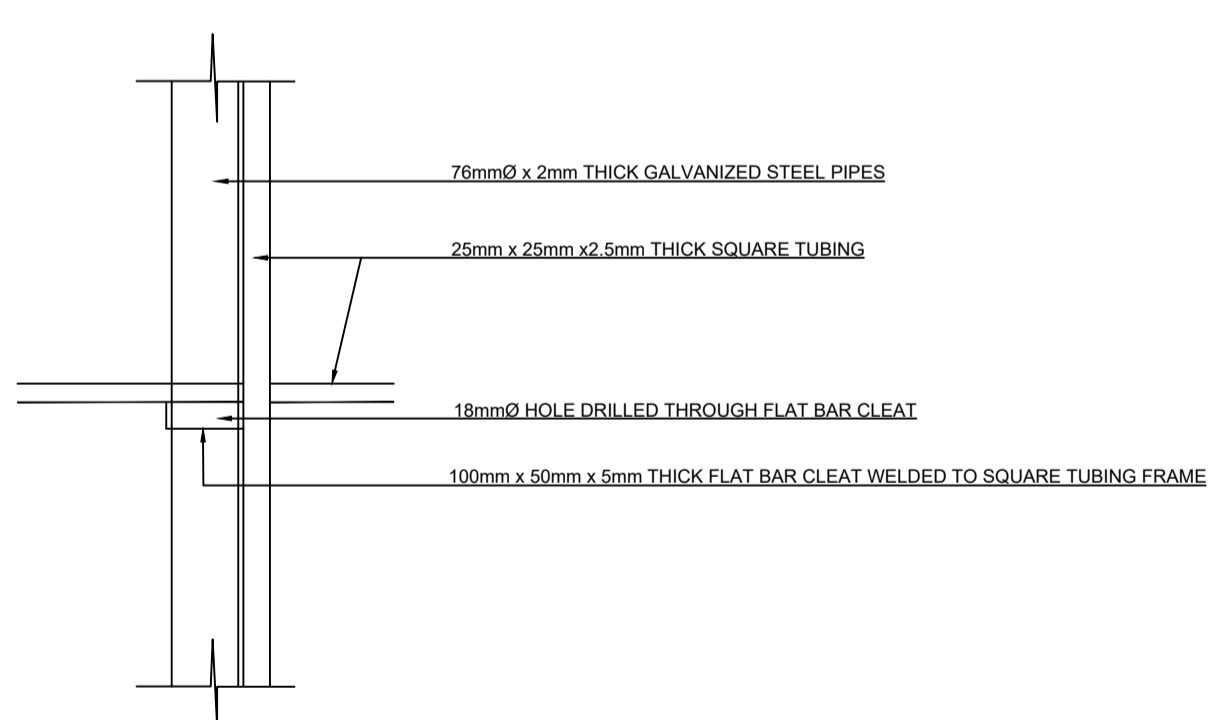 76mmØ x 2mm THICK GALVANIZED STEEL PIPES
25mm x 25mm x2.5mm THICK SQUARE TUBING
18mmØ HOLE DRILLED THROUGH FLAT BAR CLEAT
100mm x 50mm x 5mm THICK FLAT BAR CLEAT WELDED TO SQUARE TUBING FRAME